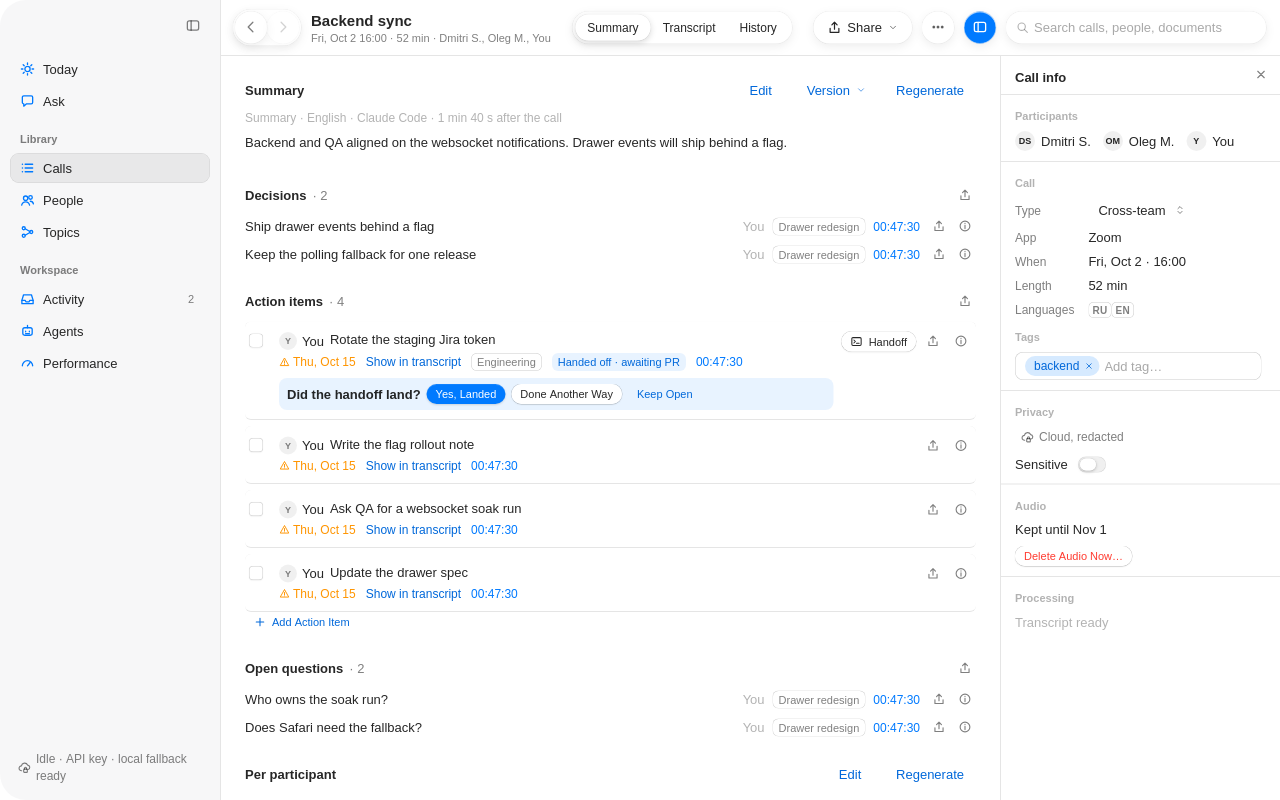 Today
Ask
Library
Calls
People
Topics
Workspace
Activity 2
Agents
Performance
Idle · API key · local fallback ready
Backend sync
Fri, Oct 2 16:00 · 52 min · Dmitri S., Oleg M., You
Summary Transcript History
Share
Search calls, people, documents
Summary Edit Version Regenerate
Summary · English · Claude Code · 1 min 40 s after the call
Backend and QA aligned on the websocket notifications. Drawer events will ship behind a flag.
Decisions · 2
Ship drawer events behind a flag You Drawer redesign 00:47:30
Keep the polling fallback for one release You Drawer redesign 00:47:30
Action items · 4
Y You Rotate the staging Jira token Handoff
Thu, Oct 15 Show in transcript Engineering Handed off · awaiting PR 00:47:30
Did the handoff land? Yes, Landed Done Another Way Keep Open
Y You Write the flag rollout note
Thu, Oct 15 Show in transcript 00:47:30
Y You Ask QA for a websocket soak run
Thu, Oct 15 Show in transcript 00:47:30
Y You Update the drawer spec
Thu, Oct 15 Show in transcript 00:47:30
Add Action Item
Open questions · 2
Who owns the soak run? You Drawer redesign 00:47:30
Does Safari need the fallback? You Drawer redesign 00:47:30
Per participant Edit Regenerate
Call info
Participants
DS Dmitri S. OM Oleg M. Y You
Call
Type Cross-team
App Zoom
When Fri, Oct 2 · 16:00
Length 52 min
Languages RU EN
Tags
backend × Add tag…
Privacy
Cloud, redacted
Sensitive
Audio
Kept until Nov 1
Delete Audio Now…
Processing
Transcript ready